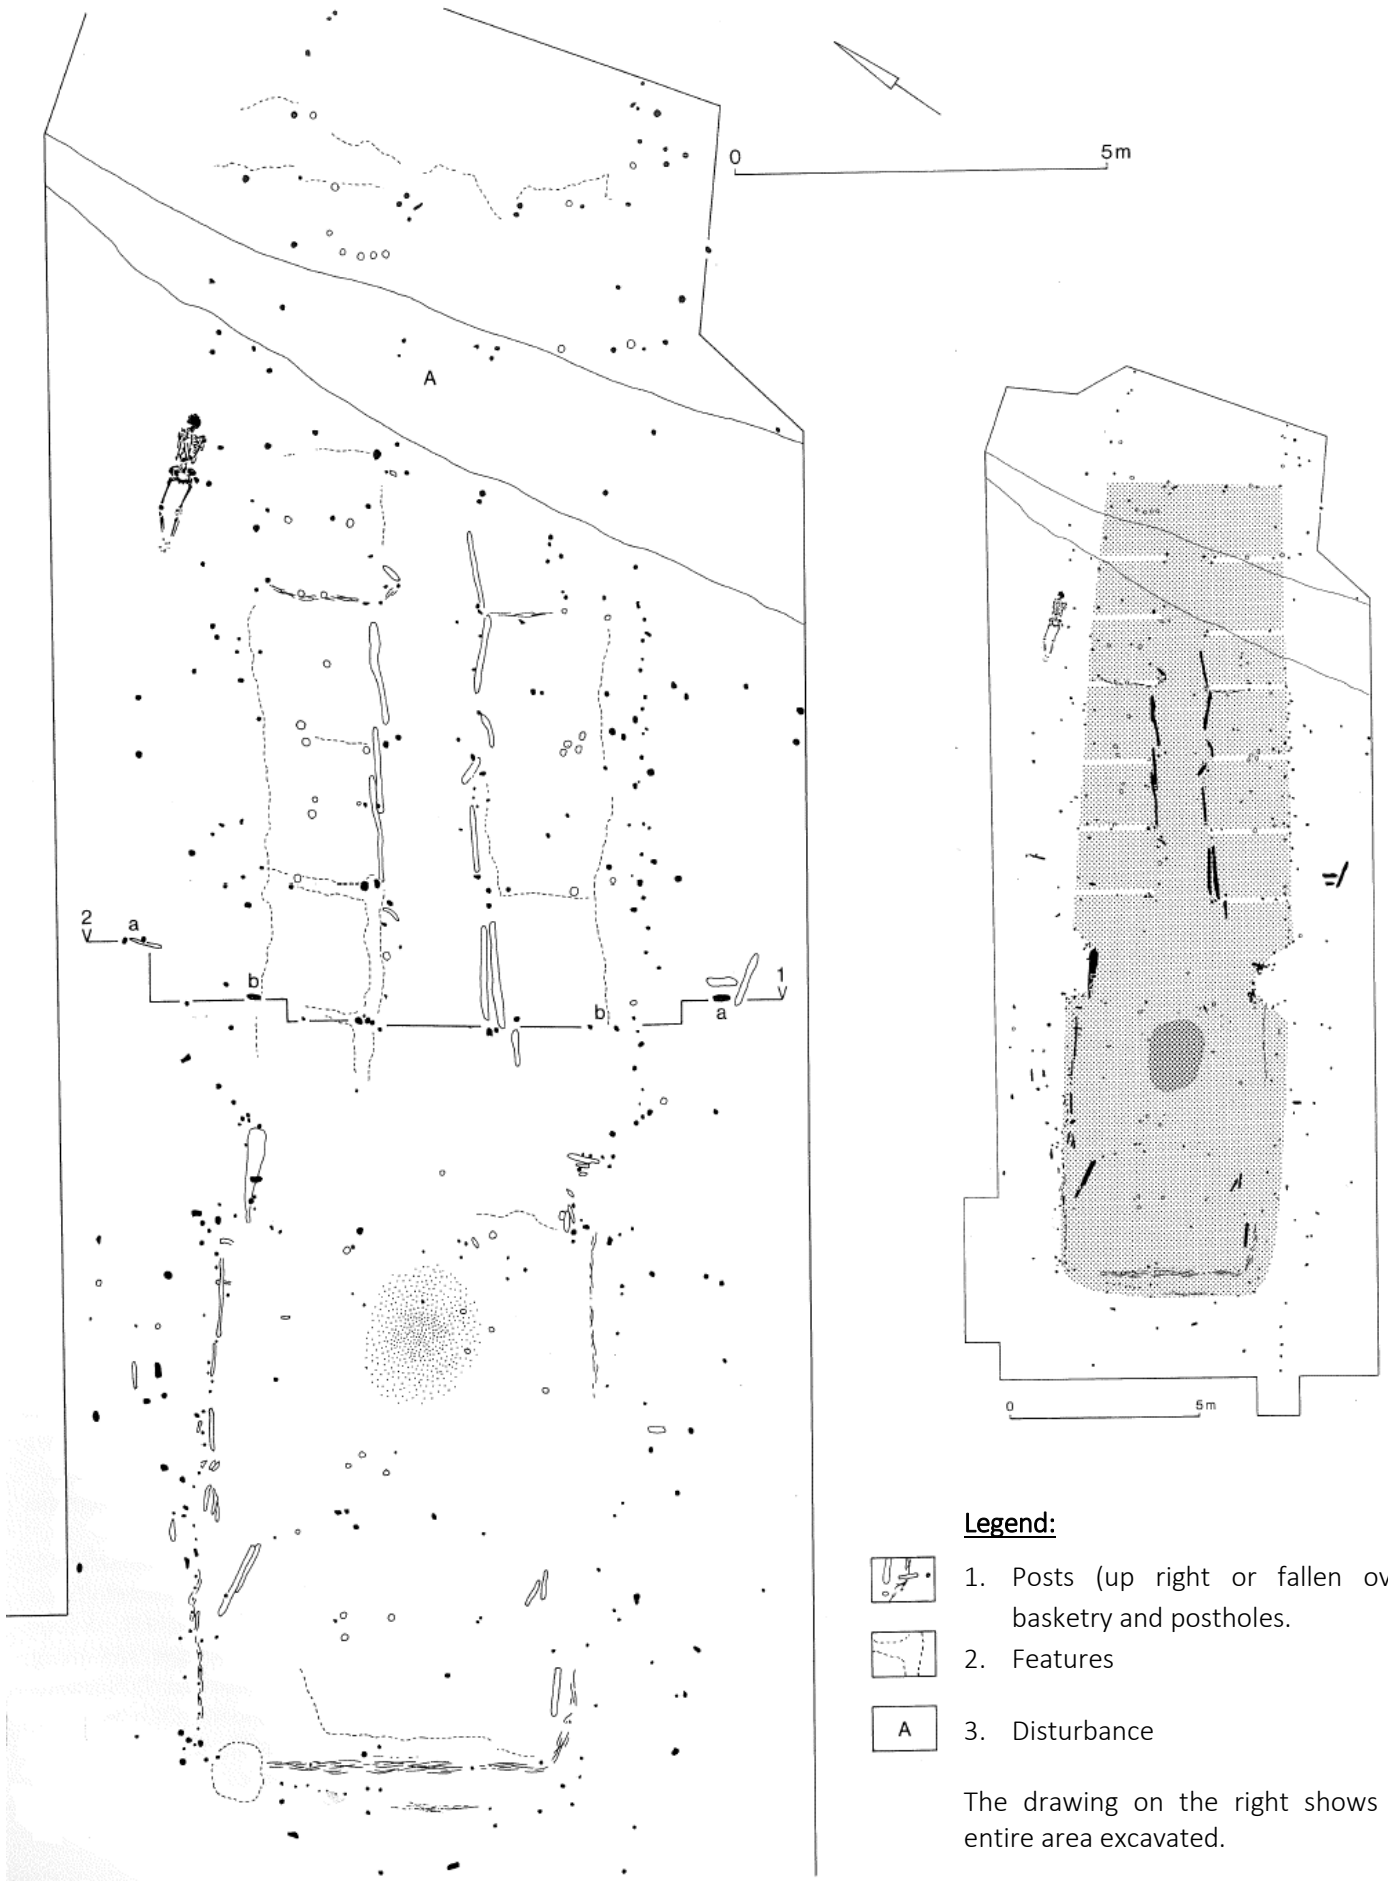 0 5m
A
2 a
b
1
b a
0 5m
Legend:
1. Posts (up right or fallen ov
basketry and postholes.
2. Features
A 3. Disturbance
The drawing on the right shows
entire area excavated.